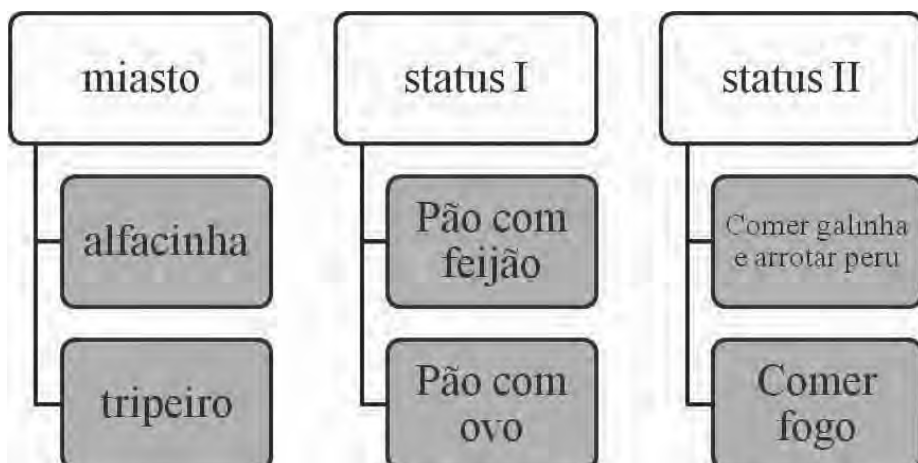 miasto
alfacinha
tripeiro
status I
Pão com
feijão
Pão com
ovo
status II
Comer galinha
e arrotar peru
Comer
fogo